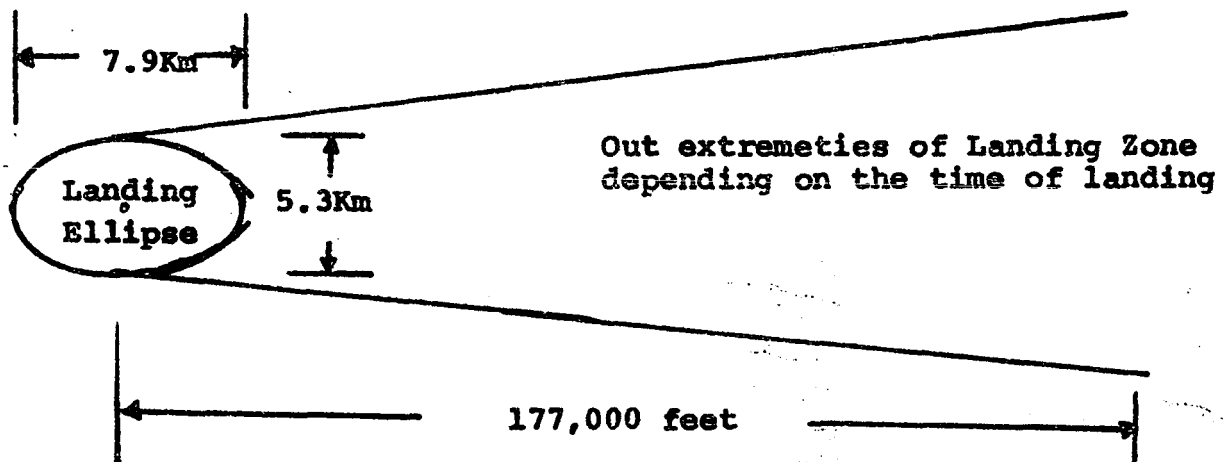 7.9Km
Out extremeties of Landing Zone
depending on the time of landing
Landing
Ellipse
5.3Km
177,000 feet